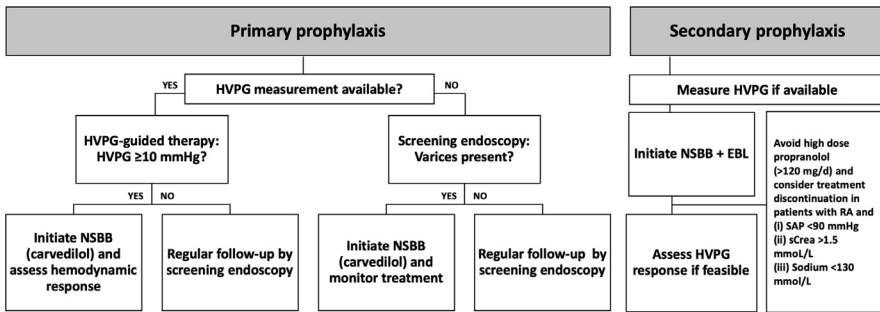 Primary prophylaxis
YES
HVPG measurement available?
NO
HVPG-guided therapy:
HVPG ≥10 mmHg?
Screening endoscopy:
Varices present?
YES
NO
YES
NO
Initiate NSBB
(carvedilol) and
assess hemodynamic
response
Regular follow-up by
screening endoscopy
Initiate NSBB
(carvedilol) and
monitor treatment
Regular follow-up by
screening endoscopy
Secondary prophylaxis
Measure HVPG if available
Initiate NSBB + EBL
Assess HVPG
response if feasible
Avoid high dose
propranolol
(>120 mg/d) and
consider treatment
discontinuation in
patients with RA and
(i) SAP <90 mmHg
(ii) sCrea >1.5
mmoL/L
(iii) Sodium <130
mmol/L